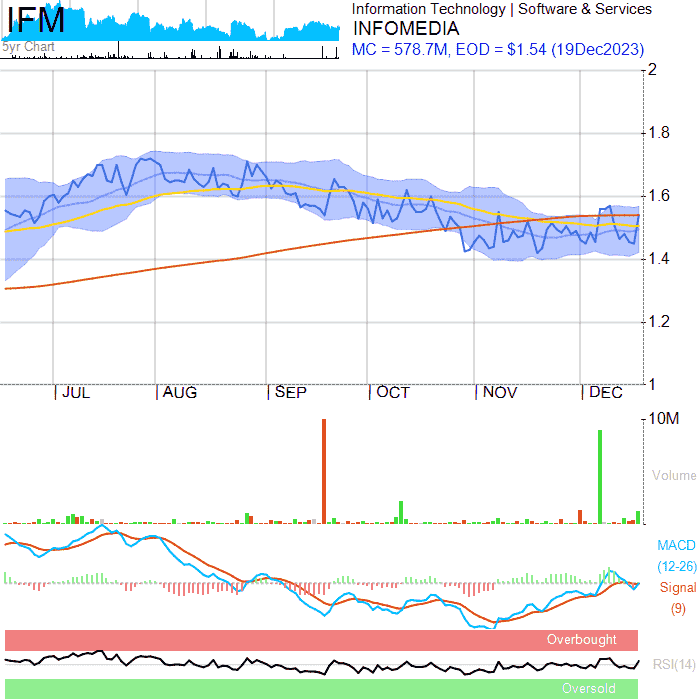 IFM
5yr Chart
Information Technology | Software & Services
INFOMEDIA
MC = 578.7M, EOD = $1.54 (19Dec2023)
2
1.8
1.6
1.4
1.2
1
|JUL |AUG |SEP |OCT |NOV |DEC
10M
Volume
MACD
(12-26)
Signal
(9)
Overbought
RSI(14)
Oversold